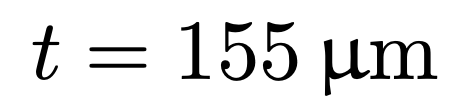 t = 155 µm